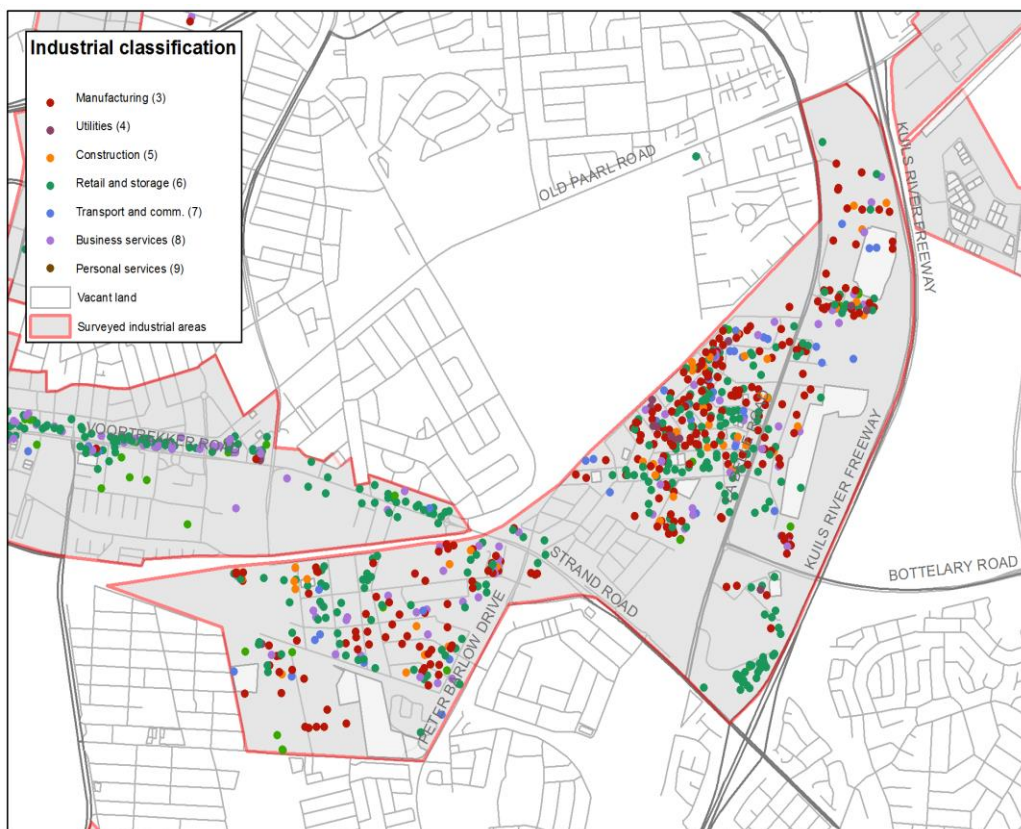 Industrial classification
Manufacturing (3)
Utilities (4)
Construction (5)
Retail and storage (6)
Transport and comm. (7)
Business services (8)
Personal services (9)
Vacant land
Surveyed industrial areas
OLD PAARL ROAD
KUILS RIVER FREEWAY
VOORTREKKER ROAD
KUILS RIVER FREEWAY
STRAND ROAD
BOTTELARY ROAD
PETER BARLOW DRIVE